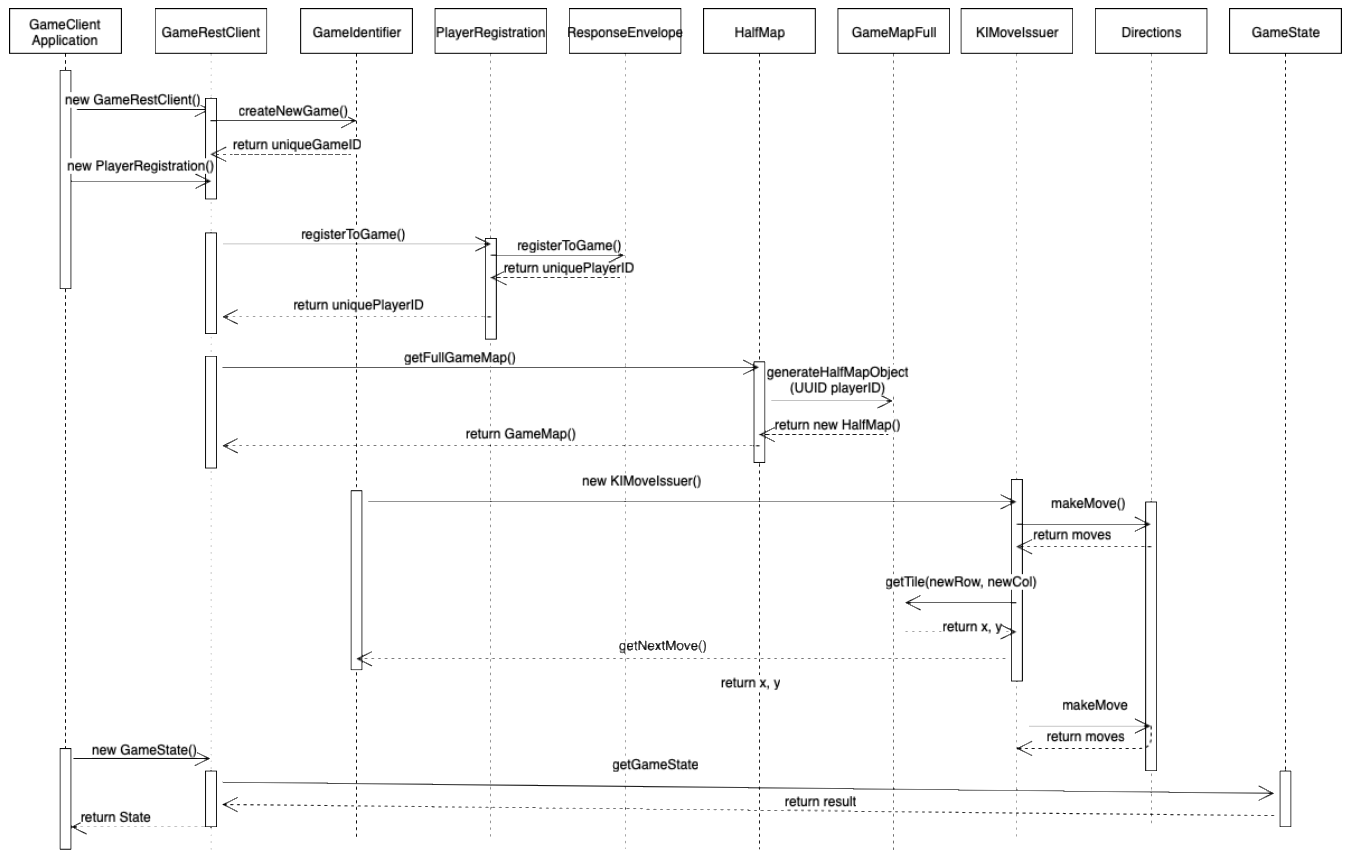 GameClient
Application
GameRestClient
GameIdentifier
PlayerRegistration
ResponseEnvelope
HalfMap
GameMapFull
KIMoveIssuer
Directions
GameState
new GameRestClient()
createNewGame()
return uniqueGameID
new PlayerRegistration()
registerToGame()
registerToGame()
return uniquePlayerID
return uniquePlayerID
getFullGameMap()
generateHalfMapObject
(UUID playerID)
return new HalfMap()
return GameMap()
new KIMoveIssuer()
makeMove()
return moves
getTile(newRow, newCol)
return x, y
getNextMove()
return x, y
makeMove
return moves
new GameState()
getGameState
return result
return State